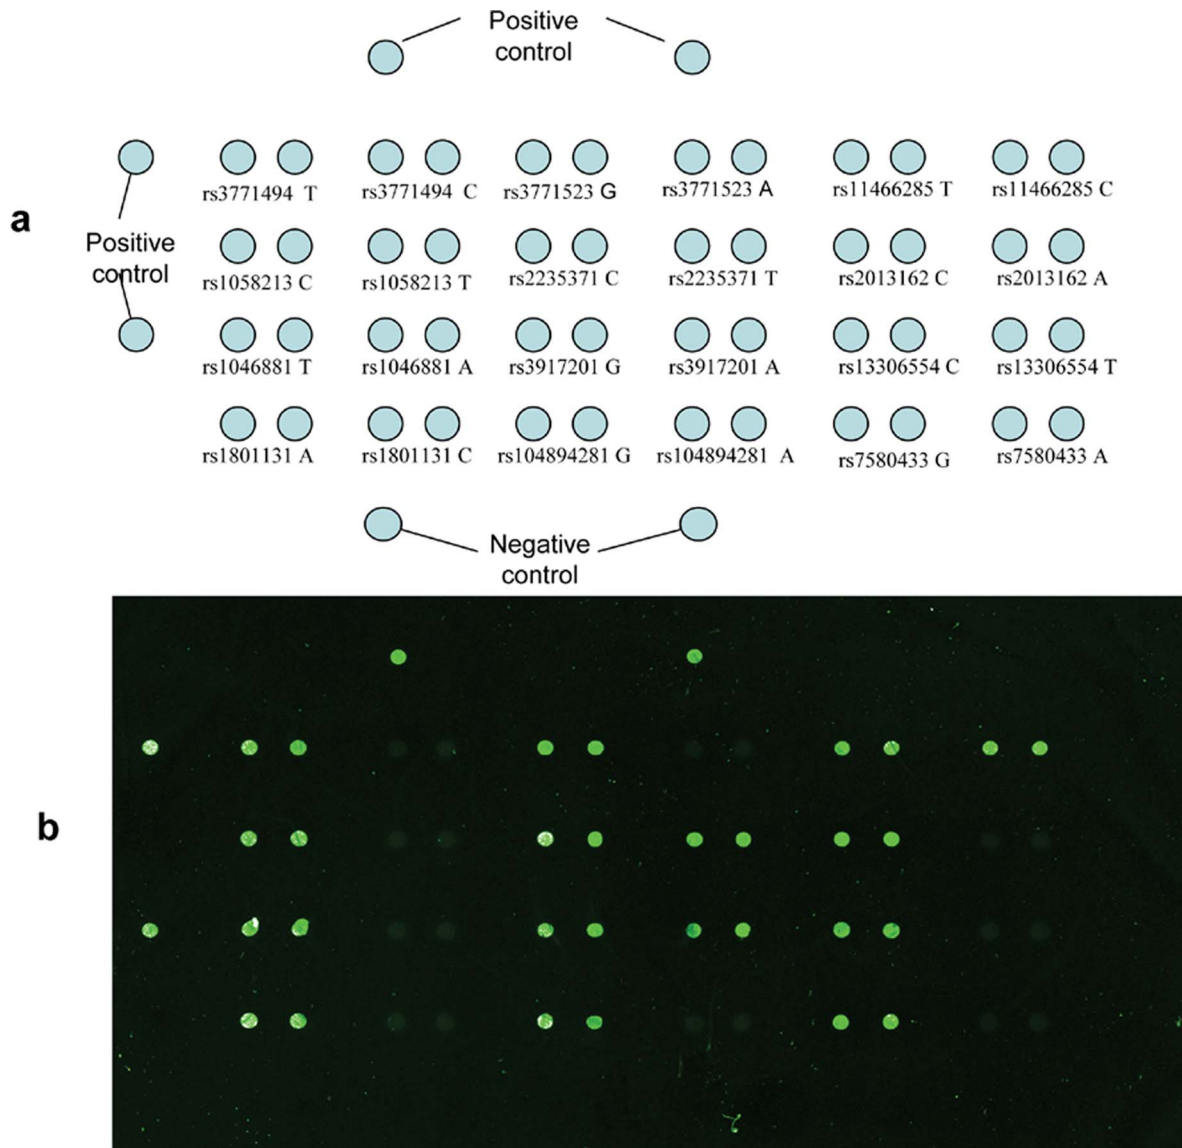 Positive
control
a
rs3771494 T rs3771494 C rs3771523 G rs3771523 A rs11466285 T rs11466285 C
Positive
control
rs1058213 C rs1058213 T rs2235371 C rs2235371 T rs2013162 C rs2013162 A
rs1046881 T rs1046881 A rs3917201 G rs3917201 A rs13306554 C rs13306554 T
rs1801131 A rs1801131 C rs104894281 G rs104894281 A rs7580433 G rs7580433 A
Negative
control
b